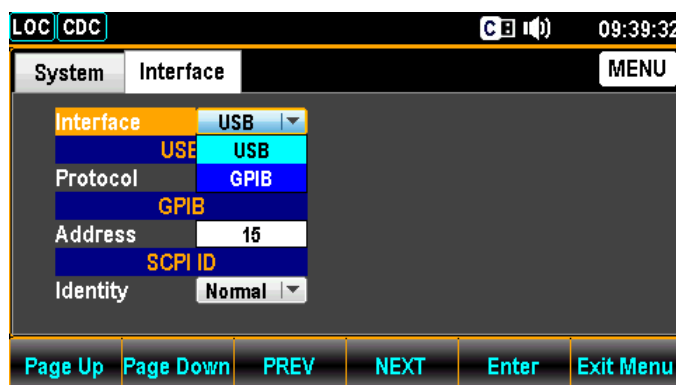 LOC CDC C 09:39:32
System Interface MENU
Interface USB
USB USB
Protocol GPIB
GPIB
Address 15
SCPI ID
Identity Normal
Page Up Page Down PREV NEXT Enter Exit Menu